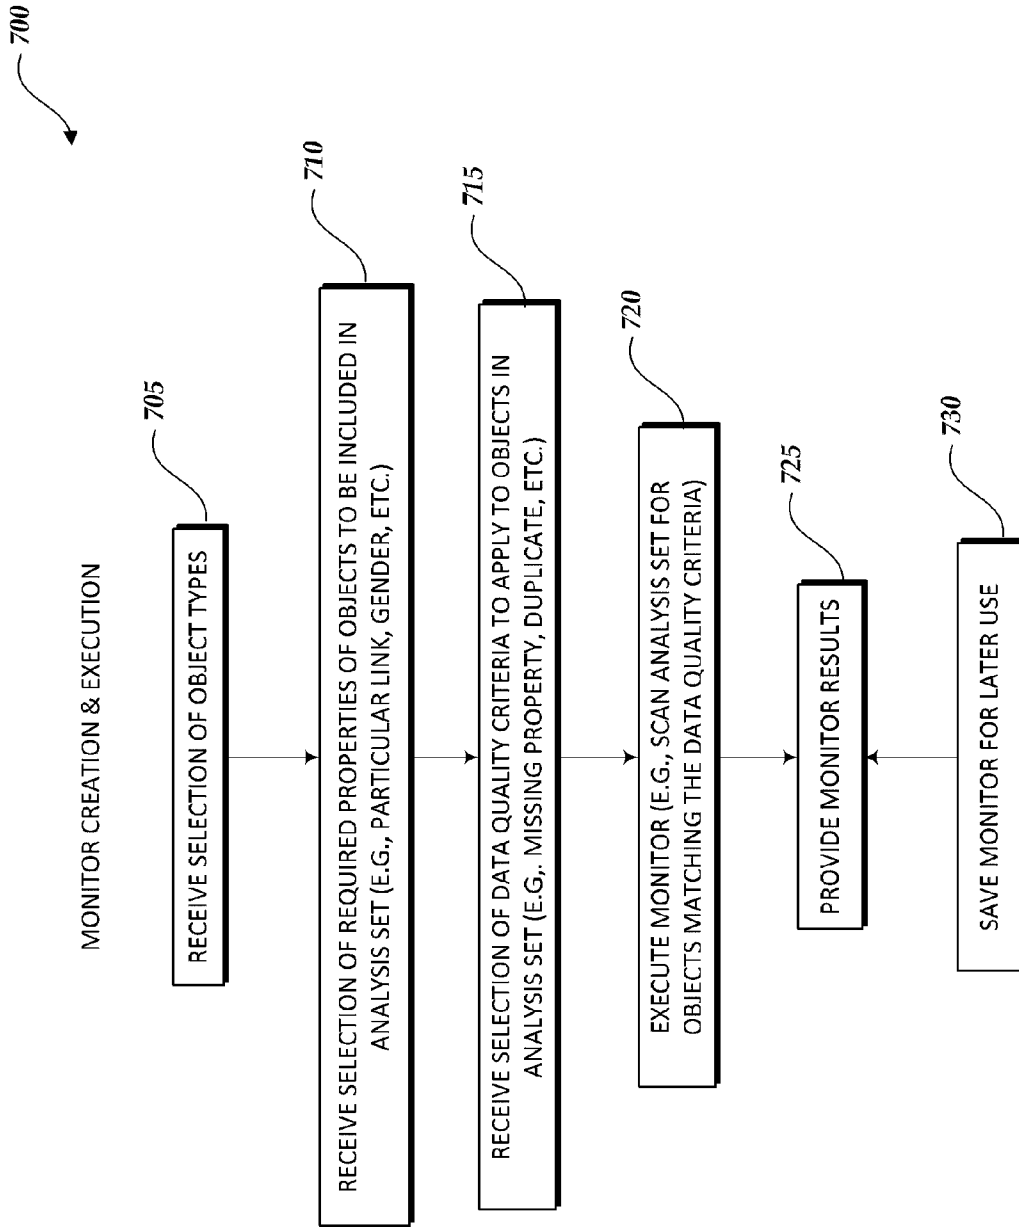 700
MONITOR CREATION & EXECUTION
705
RECEIVE SELECTION OF OBJECT TYPES
710
RECEIVE SELECTION OF REQUIRED PROPERTIES OF OBJECTS TO BE INCLUDED IN
ANALYSIS SET (E.G., PARTICULAR LINK, GENDER, ETC.)
715
RECEIVE SELECTION OF DATA QUALITY CRITERIA TO APPLY TO OBJECTS IN
ANALYSIS SET (E.G,. MISSING PROPERTY, DUPLICATE, ETC.)
720
EXECUTE MONITOR (E.G., SCAN ANALYSIS SET FOR
OBJECTS MATCHING THE DATA QUALITY CRITERIA)
725
PROVIDE MONITOR RESULTS
730
SAVE MONITOR FOR LATER USE